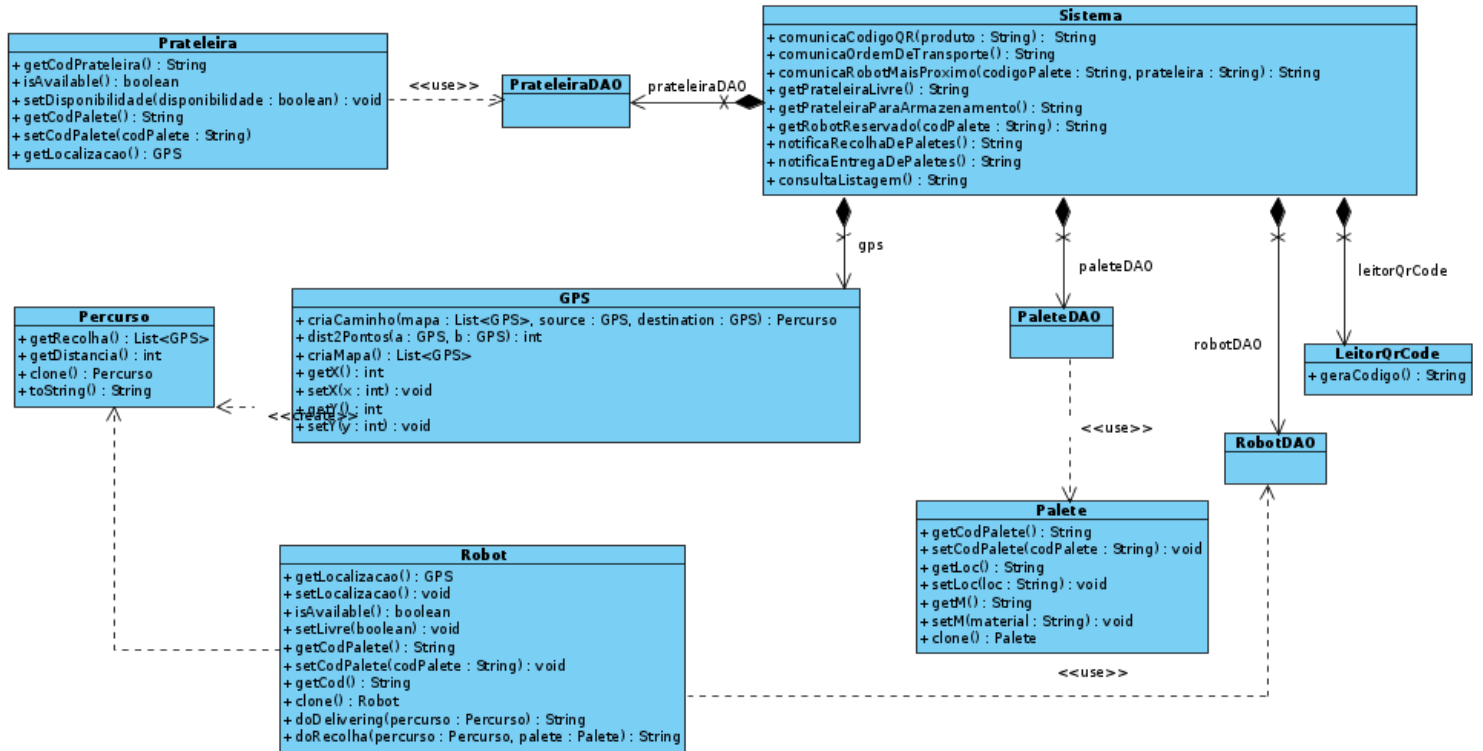 Sistema
+ comunicaCodigoQR(produto : String) : String
+ comunicaOrdemDeTransporte() : String
+ comunicaRobotMaisProximo(codigoPalete : String, prateleira : String) : String
+ getPrateleiraLivre() : String
+ getPrateleiraParaArmazenamento() : String
+ getRobotReservado(codPalete : String) : String
+ notificaRecolhaDePaletes() : String
+ notificaEntregaDePaletes() : String
+ consultaListagem() : String
Prateleira
+ getCodPrateleira() : String
+ isAvailable() : boolean
+ setDisponibilidade(disponibilidade : boolean) : void
+ getCodPalete() : String
+ setCodPalete(codPalete : String)
+ getLocalizacao() : GPS
<<use>>
PrateleiraDAO
prateleiraDAO
gps
paleteDAO
robotDAO
leitorQrCode
GPS
+ criaCaminho(mapa : List<GPS>, source : GPS, destination : GPS) : Percurso
+ dist2Pontos(a : GPS, b : GPS) : int
+ criaMapa() : List<GPS>
+ getX() : int
+ setX(x : int) : void
+ getY() : int
+ setY(y : int) : void
Percurso
+ getRecolha() : List<GPS>
+ getDistancia() : int
+ clone() : Percurso
+ toString() : String
<<create>>
PaleteDAO
LeitorQrCode
+ geraCodigo() : String
<<use>>
RobotDAO
Palete
+ getCodPalete() : String
+ setCodPalete(codPalete : String) : void
+ getLoc() : String
+ setLoc(loc : String) : void
+ getM() : String
+ setM(material : String) : void
+ clone() : Palete
Robot
+ getLocalizacao() : GPS
+ setLocalizacao() : void
+ isAvailable() : boolean
+ setLivre(boolean) : void
+ getCodPalete() : String
+ setCodPalete(codPalete : String) : void
+ getCod() : String
+ clone() : Robot
+ doDelivering(percurso : Percurso) : String
+ doRecolha(percurso : Percurso, palete : Palete) : String
<<use>>